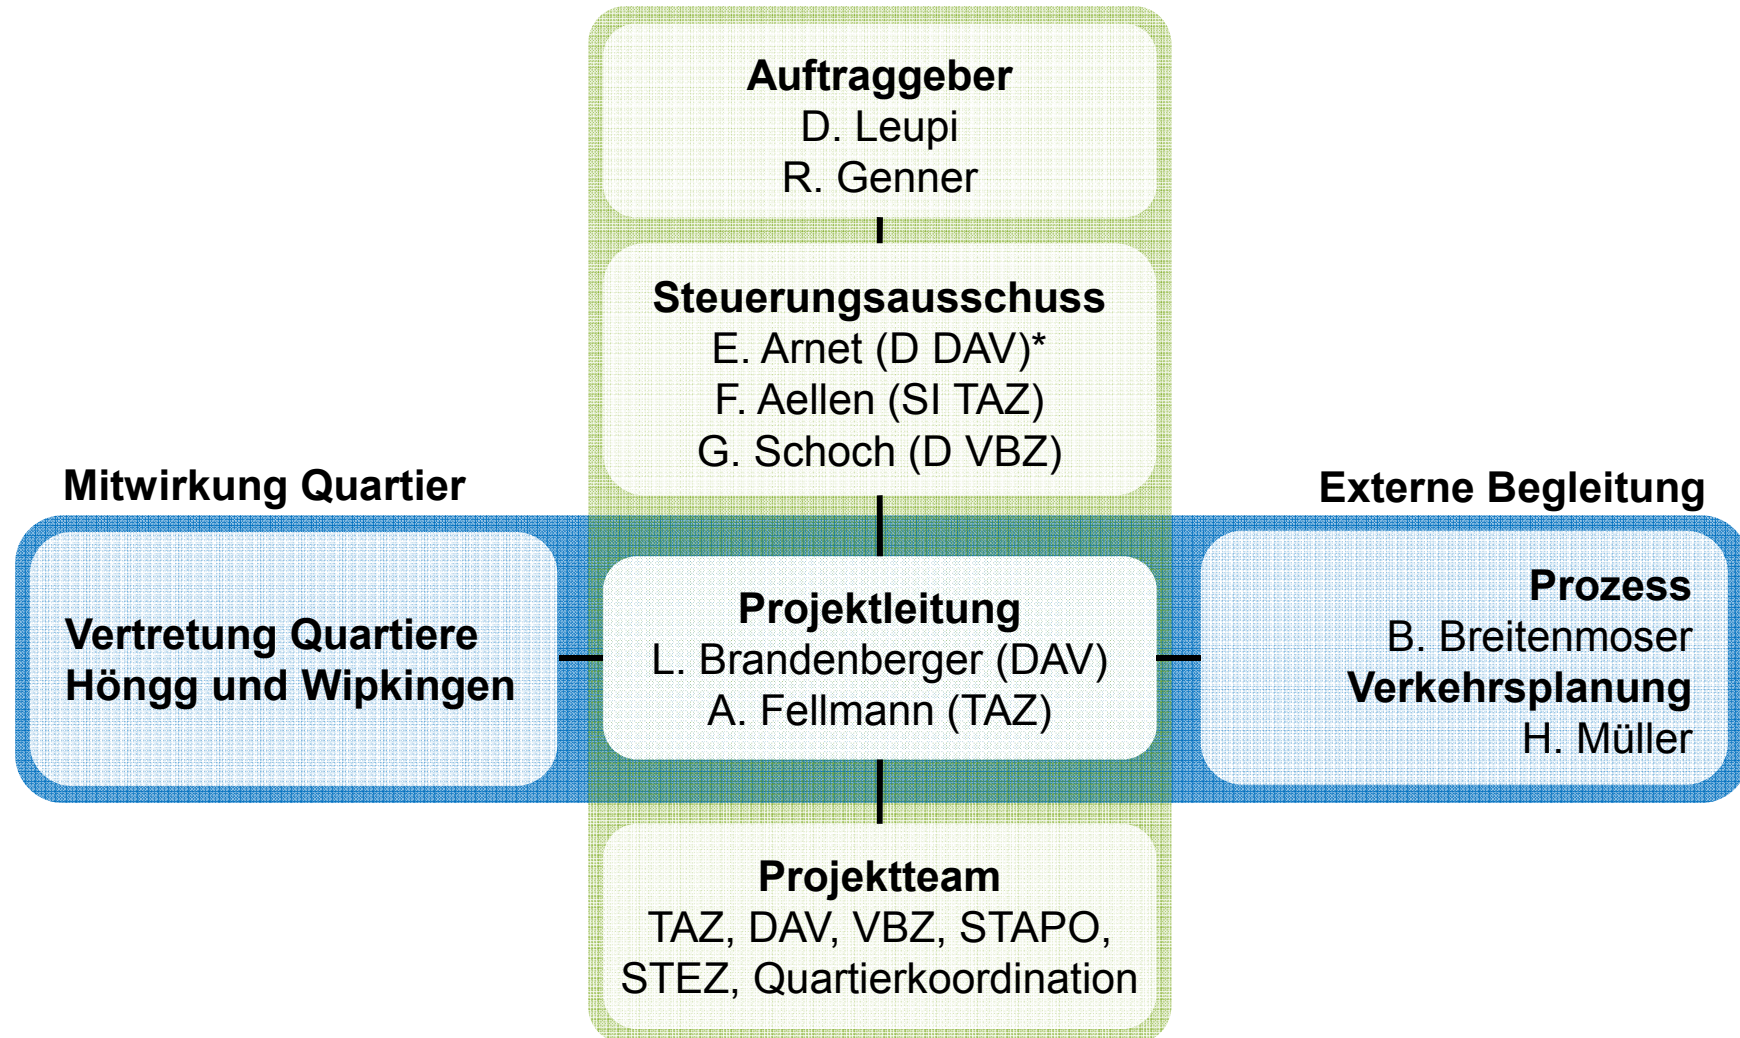 Auftraggeber
D. Leupi
R. Genner
Steuerungsausschuss
E. Arnet (D DAV)*
F. Aellen (SI TAZ)
G. Schoch (D VBZ)
Mitwirkung Quartier
Vertretung Quartiere
Höngg und Wipkingen
Projektleitung
L. Brandenberger (DAV)
A. Fellmann (TAZ)
Externe Begleitung
Prozess
B. Breitenmoser
Verkehrsplanung
H. Müller
Projektteam
TAZ, DAV, VBZ, STAPO,
STEZ, Quartierkoordination